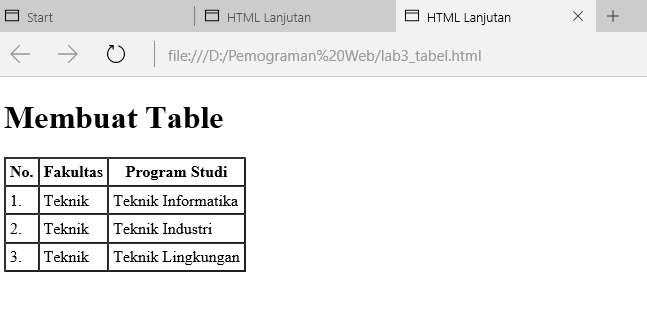 Start HTML Lanjutan HTML Lanjutan
file:///D:/Pemograman%20Web/lab3_tabel.html
Membuat Table
No. Fakultas Program Studi
1. Teknik Teknik Informatika
2. Teknik Teknik Industri
3. Teknik Teknik Lingkungan